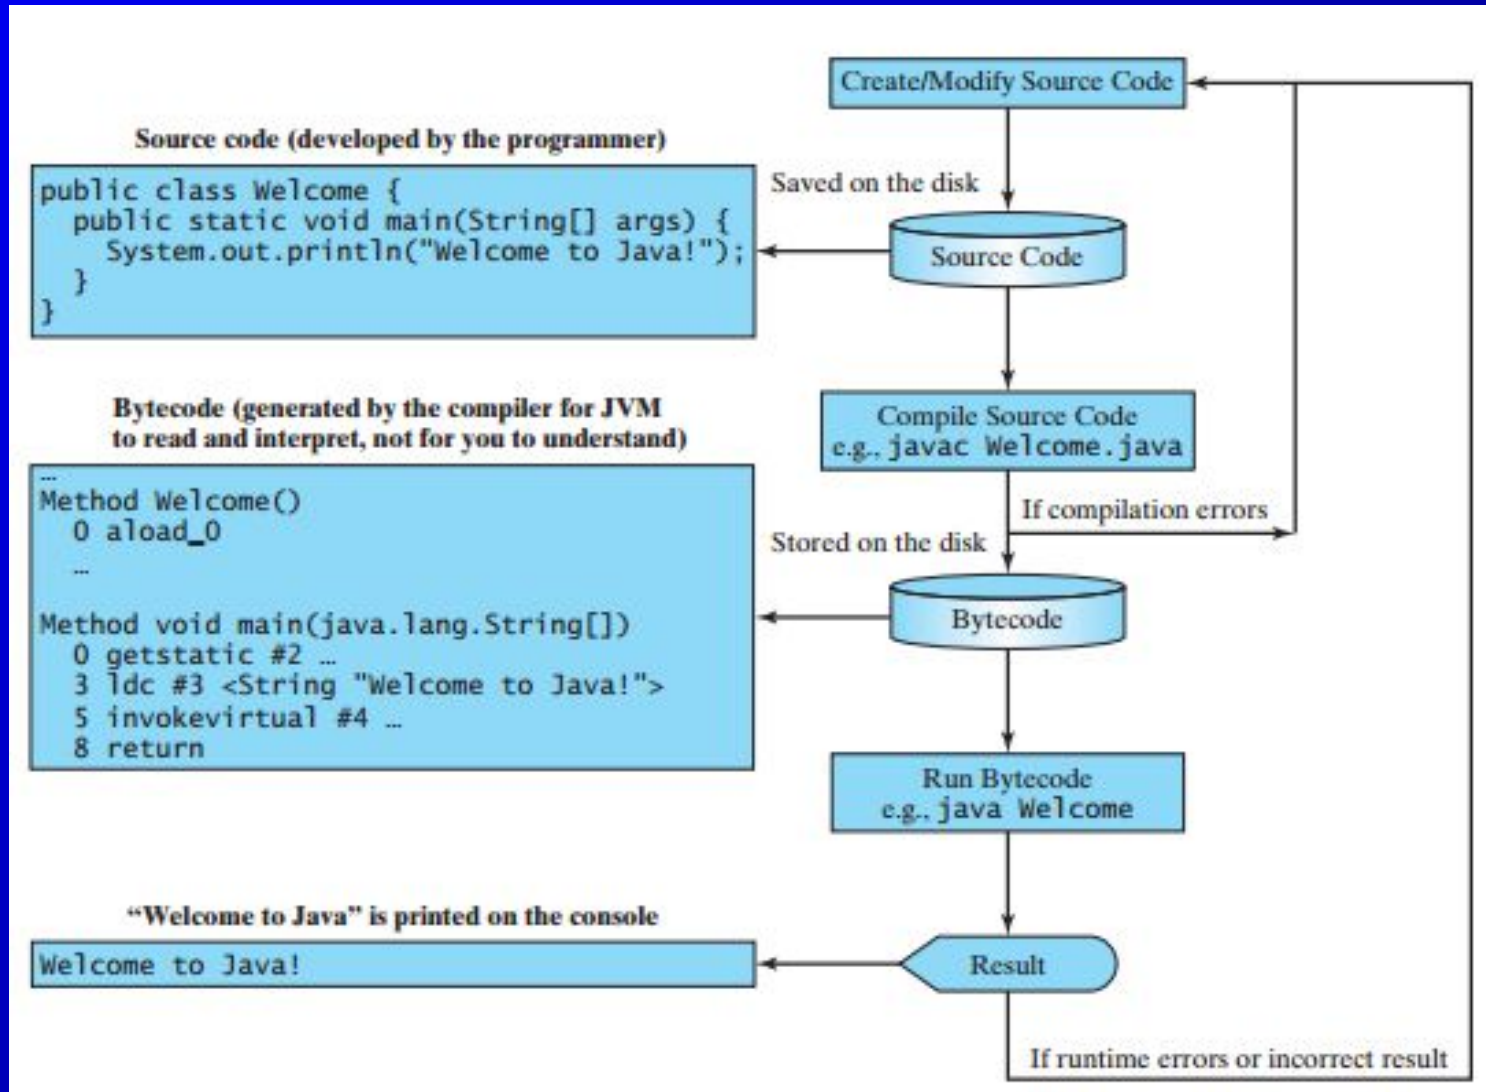 Create/Modify Source Code
Source code (developed by the programmer)
public class Welcome {
  public static void main(String[] args) {
    System.out.println("Welcome to Java!");
  }
}
Saved on the disk
Source Code
Compile Source Code
e.g., javac Welcome.java
If compilation errors
Bytecode (generated by the compiler for JVM
to read and interpret, not for you to understand)
…
Method Welcome()
  0 aload_0
  …
Method void main(java.lang.String[])
  0 getstatic #2 …
  3 ldc #3 <String "Welcome to Java!">
  5 invokevirtual #4 …
  8 return
Stored on the disk
Bytecode
Run Bytecode
e.g., java Welcome
“Welcome to Java” is printed on the console
Welcome to Java!
Result
If runtime errors or incorrect result